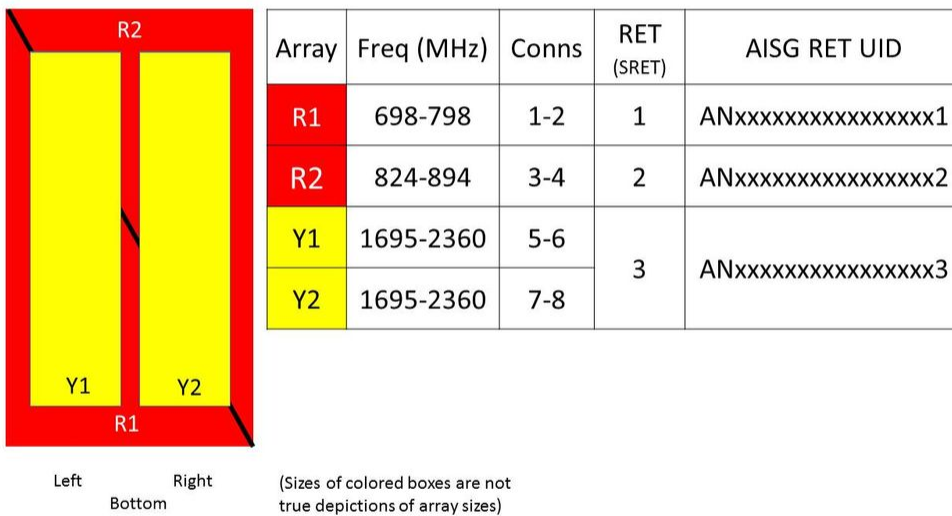 R2
Y1 Y2
R1
Left Right
Bottom
Array Freq (MHz) Conns RET (SRET) AISG RET UID
R1 698-798 1-2 1 ANxxxxxxxxxxxxxxxx1
R2 824-894 3-4 2 ANxxxxxxxxxxxxxxxx2
Y1 1695-2360 5-6
3 ANxxxxxxxxxxxxxxxx3
Y2 1695-2360 7-8
(Sizes of colored boxes are not
true depictions of array sizes)